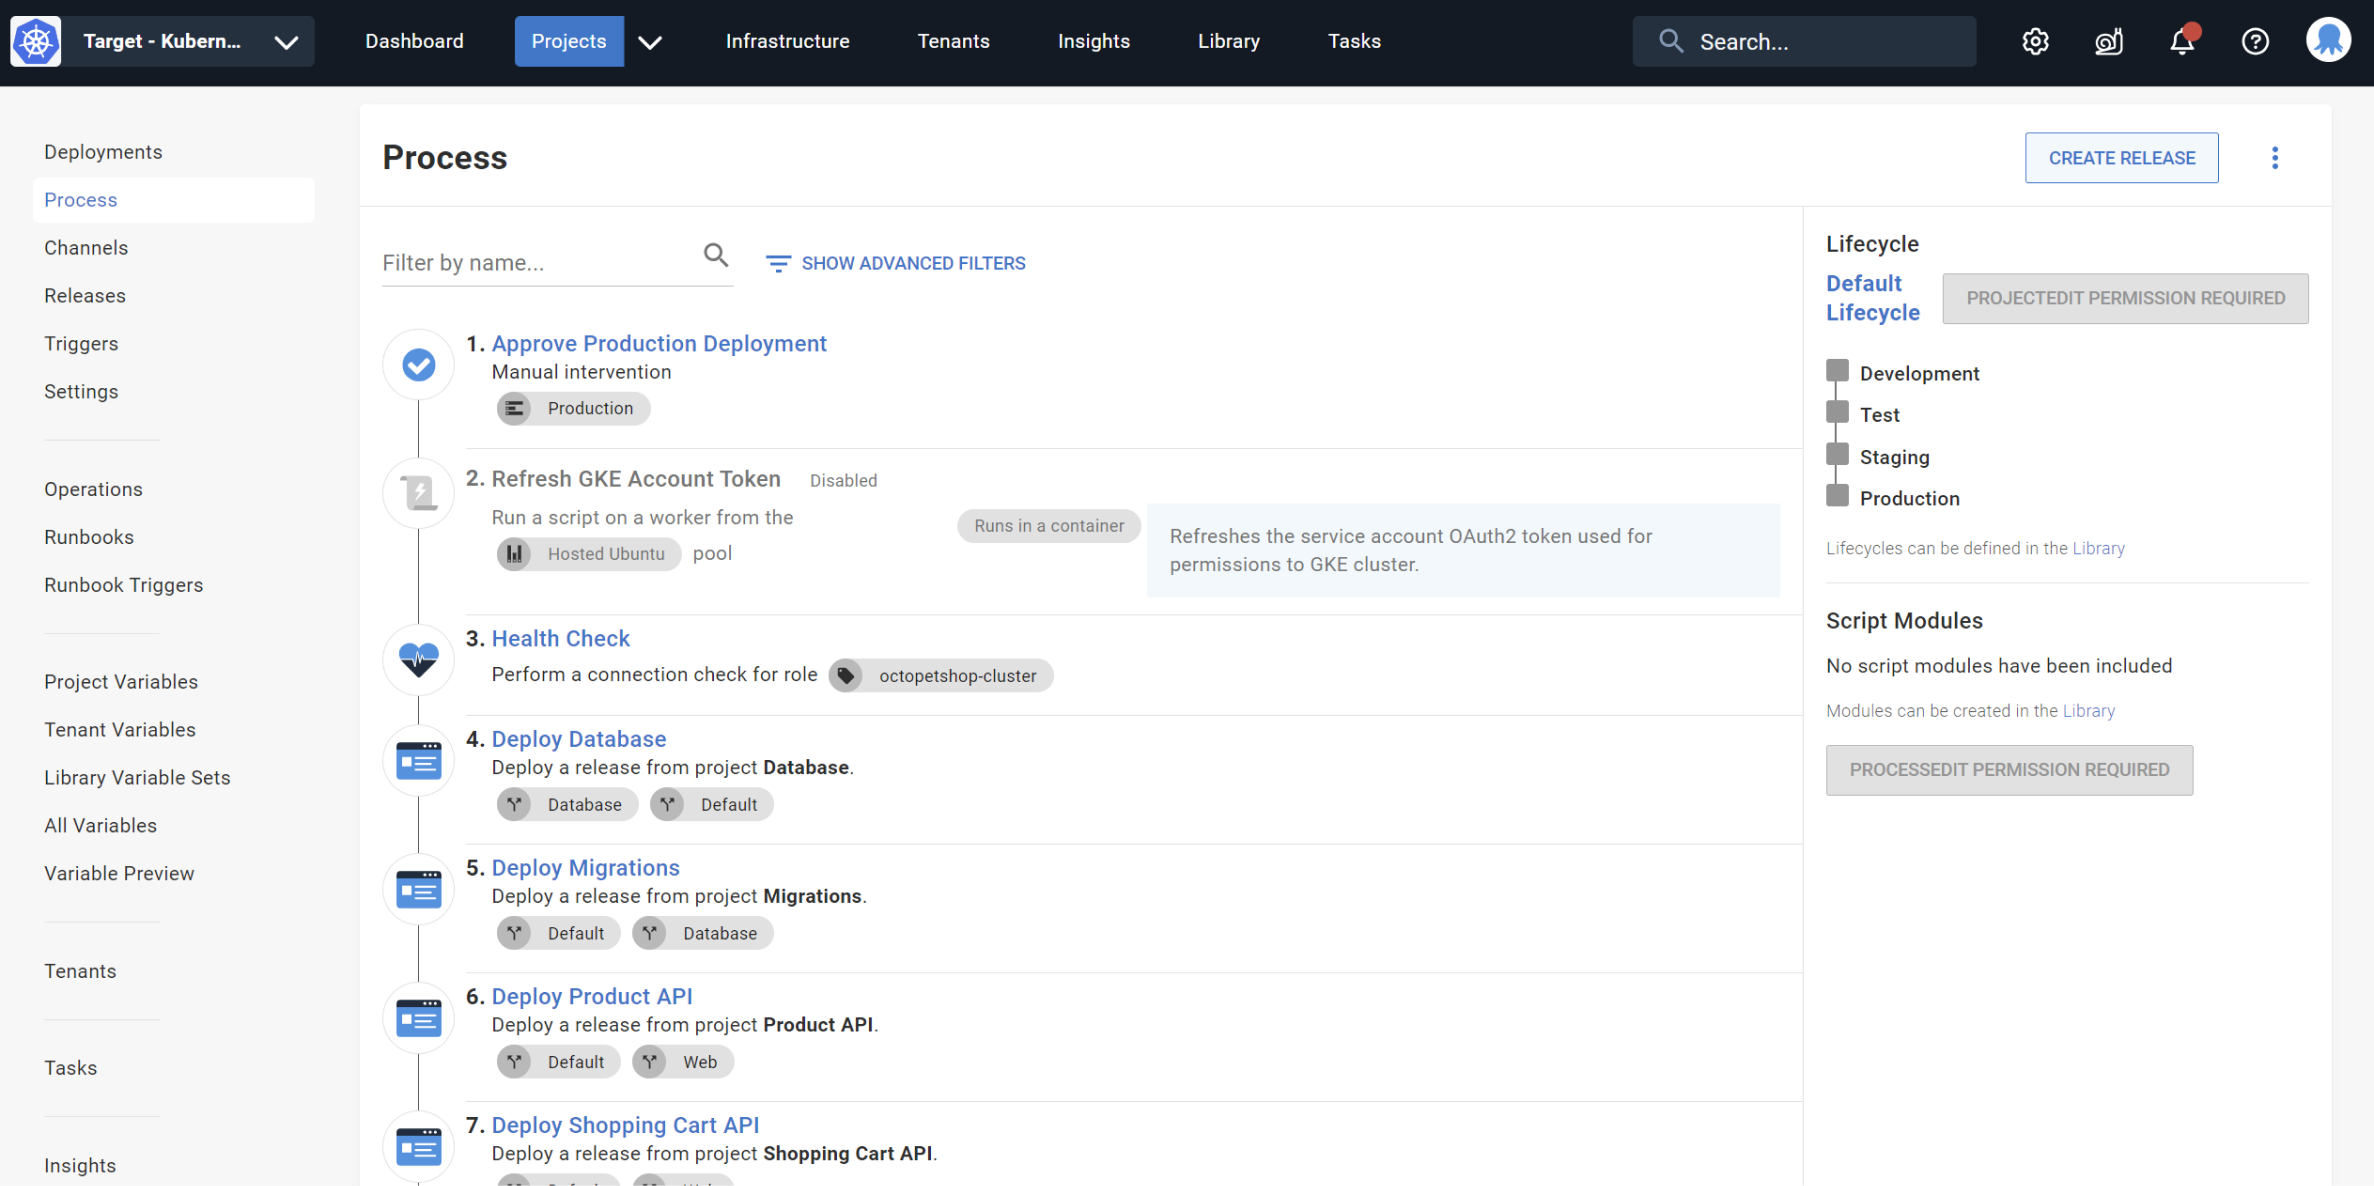 Target - Kubern...
Dashboard
Projects
Infrastructure
Tenants
Insights
Library
Tasks
Search...
Deployments
Process
Channels
Releases
Triggers
Settings
Operations
Runbooks
Runbook Triggers
Project Variables
Tenant Variables
Library Variable Sets
All Variables
Variable Preview
Tenants
Tasks
Insights
Process
CREATE RELEASE
Filter by name...
SHOW ADVANCED FILTERS
1. Approve Production Deployment
Manual intervention
Production
2. Refresh GKE Account Token Disabled
Run a script on a worker from the
Hosted Ubuntu pool
Runs in a container
Refreshes the service account OAuth2 token used for
permissions to GKE cluster.
3. Health Check
Perform a connection check for role octopetshop-cluster
4. Deploy Database
Deploy a release from project Database.
Database Default
5. Deploy Migrations
Deploy a release from project Migrations.
Default Database
6. Deploy Product API
Deploy a release from project Product API.
Default Web
7. Deploy Shopping Cart API
Deploy a release from project Shopping Cart API.
Lifecycle
Default
Lifecycle
PROJECTEDIT PERMISSION REQUIRED
Development
Test
Staging
Production
Lifecycles can be defined in the Library
Script Modules
No script modules have been included
Modules can be created in the Library
PROCESSEDIT PERMISSION REQUIRED